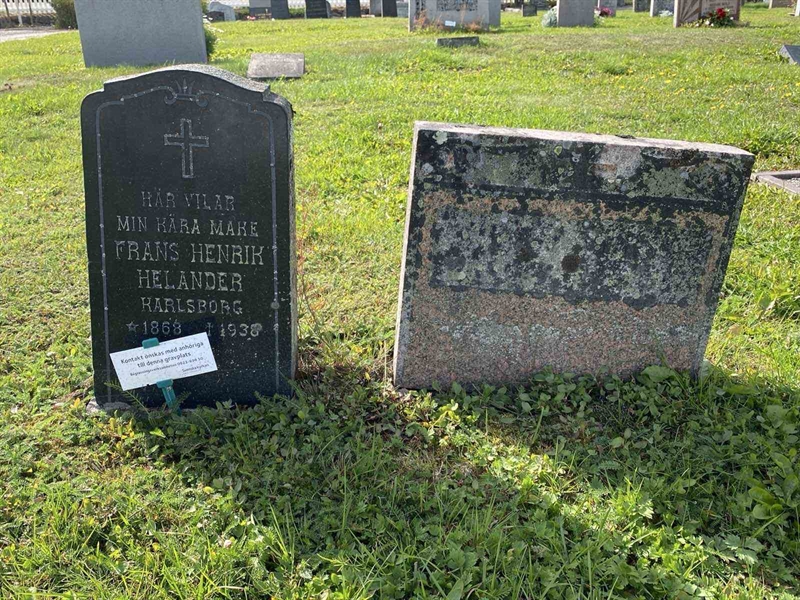 HÄR VILAR
MIN KÄRA MAKE
FRANS HENRIK
HELANDER
KARLSBORG
☆ 1868 † 1938
Kontakt önskas med anhöriga
till denna gravplats